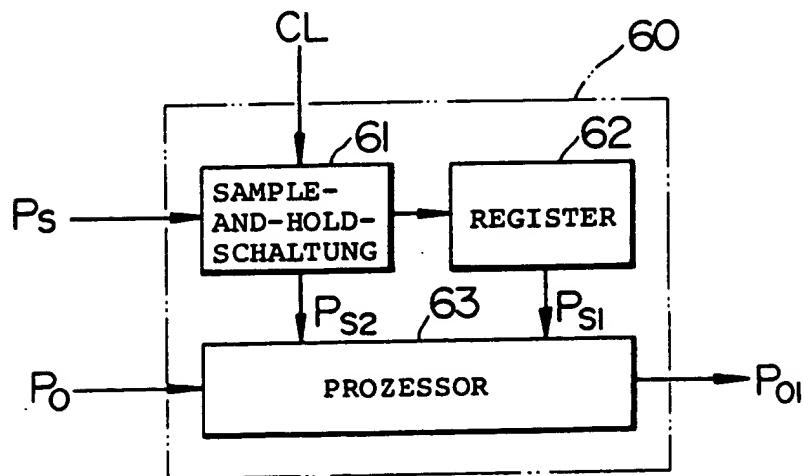 CL
60
61
62
PS
SAMPLE-
AND-HOLD-
SCHALTUNG
REGISTER
PS2
63
PS1
PO
PROZESSOR
PO1